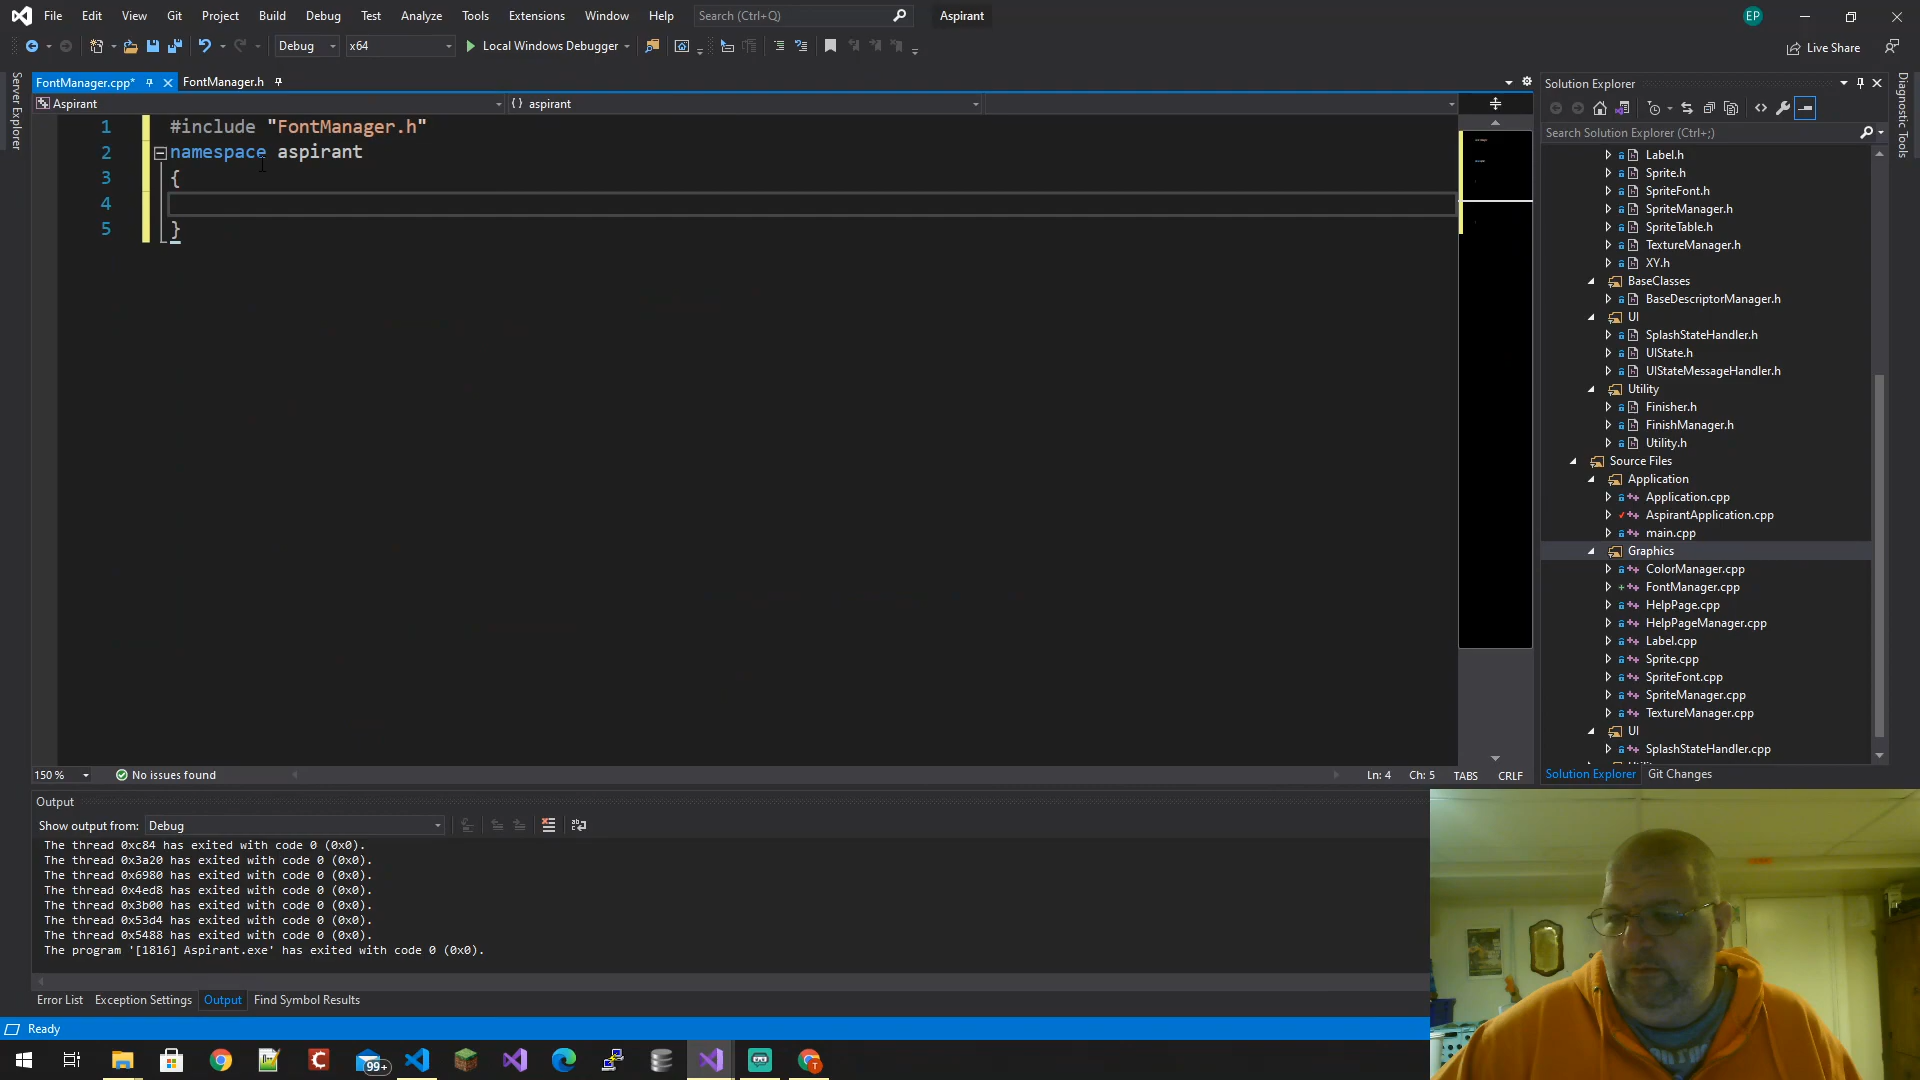 File Edit View Git Project Build Debug Test Analyze Tools Extensions Window Help Search (Ctrl+Q) Aspirant EP
Debug x64 Local Windows Debugger Live Share
Server Explorer
FontManager.cpp* FontManager.h
Aspirant {} aspirant
1 #include "FontManager.h"
2 namespace aspirant
3 {
4
5 }
150 % No issues found Ln: 4 Ch: 5 TABS CRLF
Output
Show output from: Debug
The thread 0xc84 has exited with code 0 (0x0).
The thread 0x3a20 has exited with code 0 (0x0).
The thread 0x6980 has exited with code 0 (0x0).
The thread 0x4ed8 has exited with code 0 (0x0).
The thread 0x3b00 has exited with code 0 (0x0).
The thread 0x53d4 has exited with code 0 (0x0).
The thread 0x5488 has exited with code 0 (0x0).
The program '[1816] Aspirant.exe' has exited with code 0 (0x0).
Error List Exception Settings Output Find Symbol Results
Ready
99+
Solution Explorer
Search Solution Explorer (Ctrl+;)
Label.h
Sprite.h
SpriteFont.h
SpriteManager.h
SpriteTable.h
TextureManager.h
XY.h
BaseClasses
BaseDescriptorManager.h
UI
SplashStateHandler.h
UIState.h
UIStateMessageHandler.h
Utility
Finisher.h
FinishManager.h
Utility.h
Source Files
Application
Application.cpp
AspirantApplication.cpp
main.cpp
Graphics
ColorManager.cpp
FontManager.cpp
HelpPage.cpp
HelpPageManager.cpp
Label.cpp
Sprite.cpp
SpriteFont.cpp
SpriteManager.cpp
TextureManager.cpp
UI
SplashStateHandler.cpp
Solution Explorer Git Changes
Diagnostic Tools